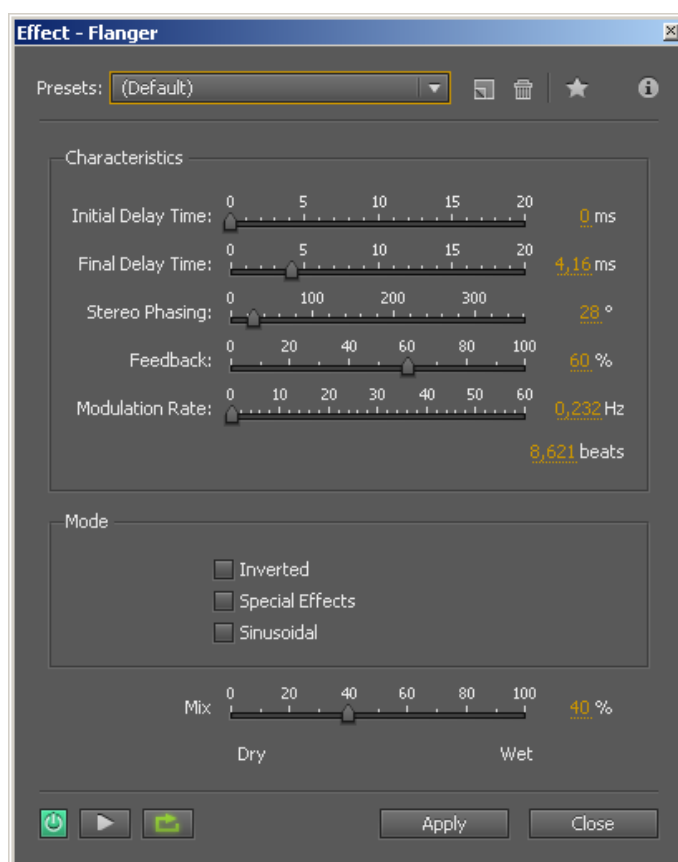 Effect - Flanger
Presets: (Default)
Characteristics
0 5 10 15 20
Initial Delay Time: 0 ms
0 5 10 15 20
Final Delay Time: 4,16 ms
0 100 200 300
Stereo Phasing: 28 °
0 20 40 60 80 100
Feedback: 60 %
0 10 20 30 40 50 60
Modulation Rate: 0,232 Hz
8,621 beats
Mode
Inverted
Special Effects
Sinusoidal
0 20 40 60 80 100
Mix 40 %
Dry Wet
Apply Close